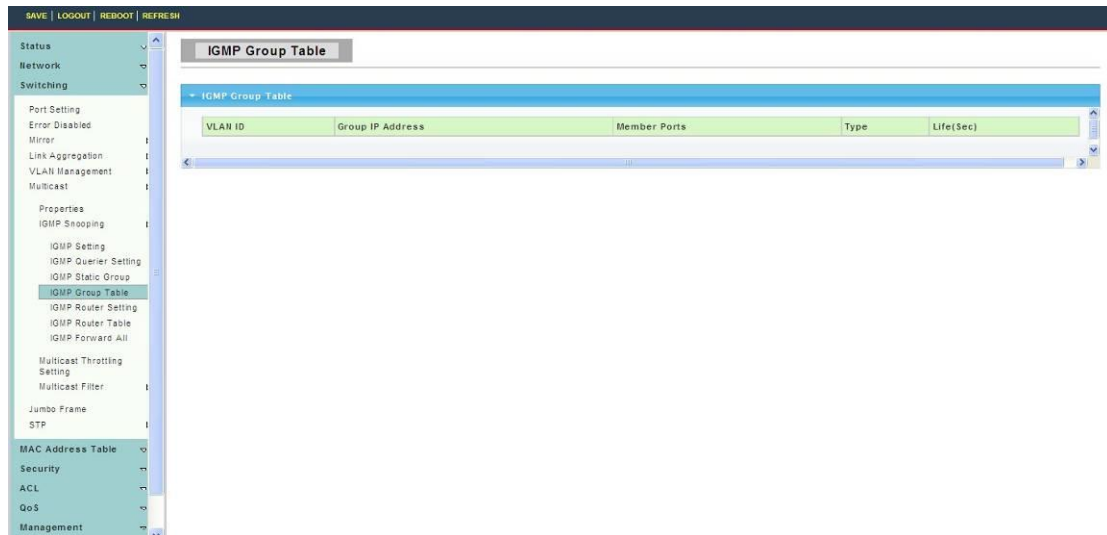 SAVE | LOGOUT | REBOOT | REFRESH
Status
Network
Switching
Port Setting
Error Disabled
Mirror
Link Aggregation
VLAN Management
Multicast
Properties
IGMP Snooping
IGMP Setting
IGMP Querier Setting
IGMP Static Group
IGMP Group Table
IGMP Router Setting
IGMP Router Table
IGMP Forward All
Multicast Throttling
Setting
Multicast Filter
Jumbo Frame
STP
MAC Address Table
Security
ACL
QoS
Management
IGMP Group Table
IGMP Group Table
VLAN ID Group IP Address Member Ports Type Life(Sec)